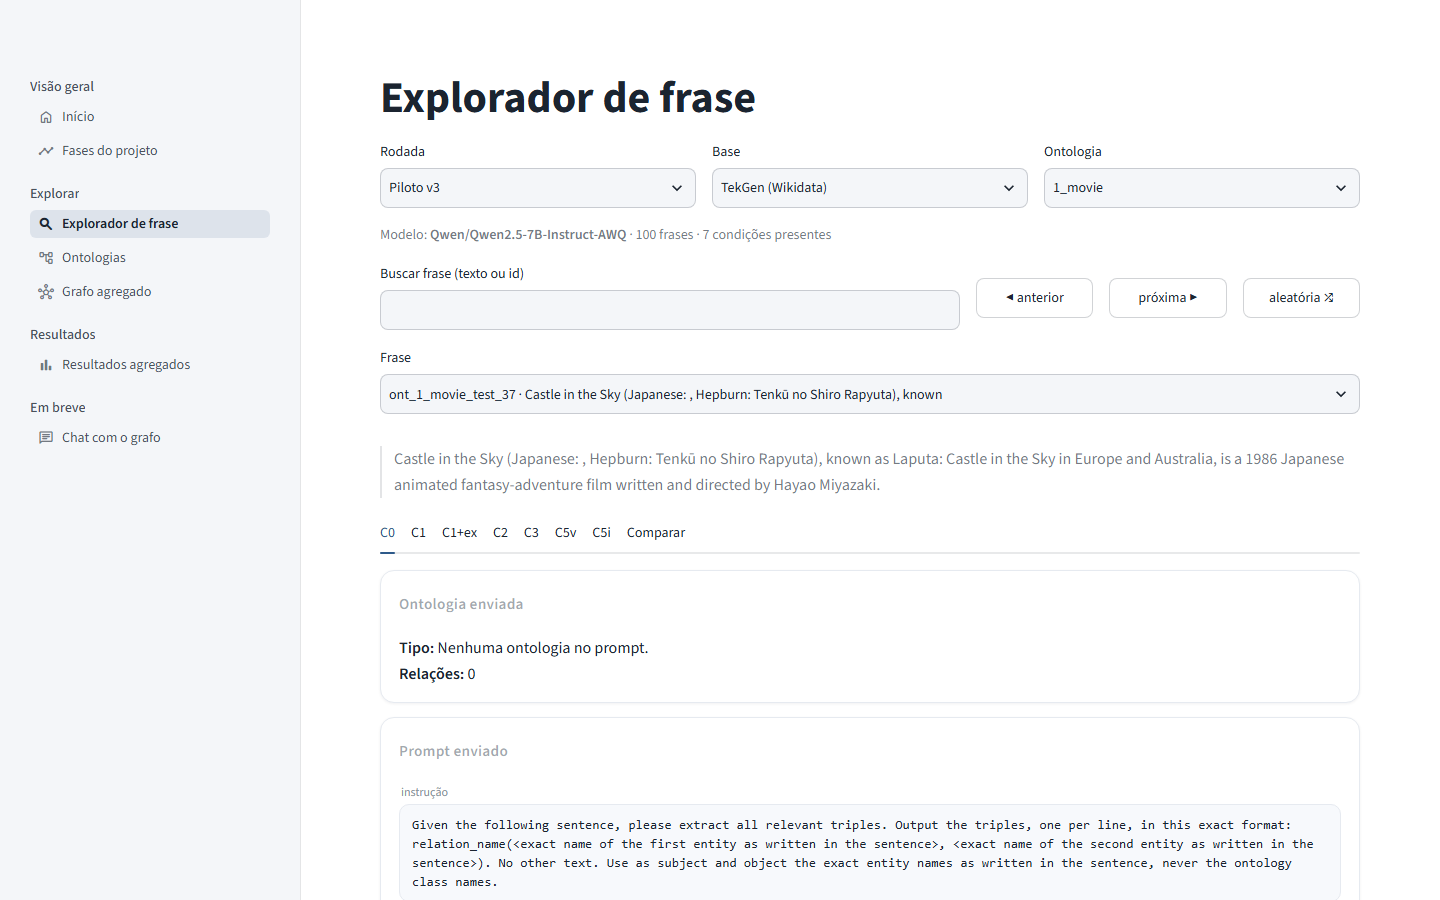 Visão geral
Início
Fases do projeto
Explorar
Explorador de frase
Ontologias
Grafo agregado
Resultados
Resultados agregados
Em breve
Chat com o grafo
Explorador de frase
Rodada
Base
Ontologia
Piloto v3
TekGen (Wikidata)
1_movie
Modelo: Qwen/Qwen2.5-7B-Instruct-AWQ · 100 frases · 7 condições presentes
Buscar frase (texto ou id)
◂ anterior
próxima ▸
aleatória ⤨
Frase
ont_1_movie_test_37 · Castle in the Sky (Japanese: , Hepburn: Tenkū no Shiro Rapyuta), known
Castle in the Sky (Japanese: , Hepburn: Tenkū no Shiro Rapyuta), known as Laputa: Castle in the Sky in Europe and Australia, is a 1986 Japanese
animated fantasy-adventure film written and directed by Hayao Miyazaki.
C0 C1 C1+ex C2 C3 C5v C5i Comparar
Ontologia enviada
Tipo: Nenhuma ontologia no prompt.
Relações: 0
Prompt enviado
instrução
Given the following sentence, please extract all relevant triples. Output the triples, one per line, in this exact format:
relation_name(<exact name of the first entity as written in the sentence>, <exact name of the second entity as written in the
sentence>). No other text. Use as subject and object the exact entity names as written in the sentence, never the ontology
class names.